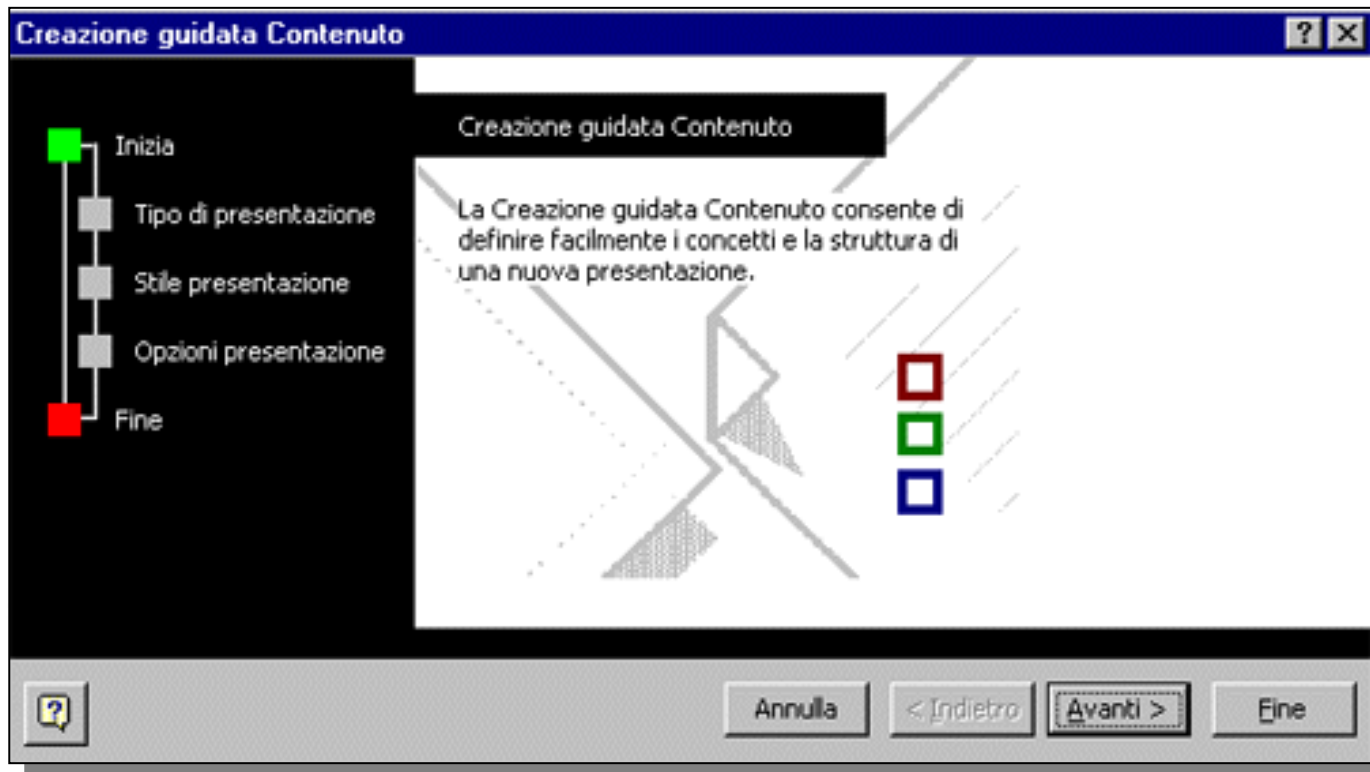 Creazione guidata Contenuto
Inizia
Tipo di presentazione
Stile presentazione
Opzioni presentazione
Fine
Creazione guidata Contenuto
La Creazione guidata Contenuto consente di
definire facilmente i concetti e la struttura di
una nuova presentazione.
Annulla
< Indietro
Avanti >
Fine